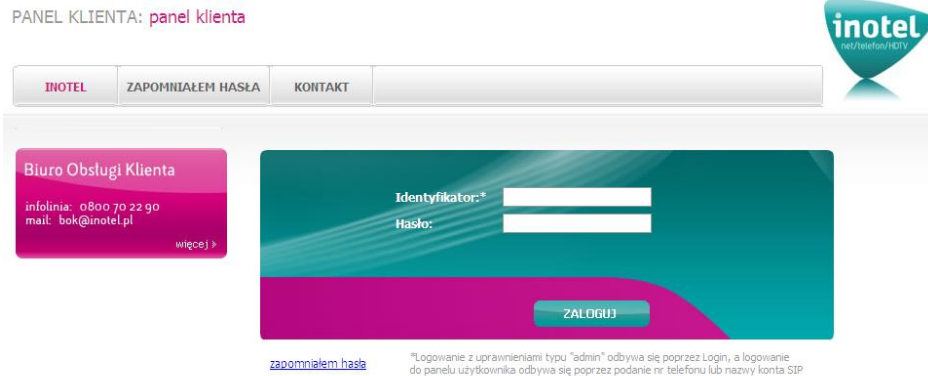 PANEL KLIENTA: panel klienta
inotel
net/telefon/HDTV
INOTEL
ZAPOMNIAŁEM HASŁA
KONTAKT
Biuro Obsługi Klienta
infolinia: 0800 70 22 90
mail: bok@inotel.pl
więcej
Identyfikator:*
Hasło:
ZALOGUJ
zapomniałem hasła
*Logowanie z uprawnieniami typu "admin" odbywa się poprzez Login, a logowanie
do panelu użytkownika odbywa się poprzez podanie nr telefonu lub nazwy konta SIP